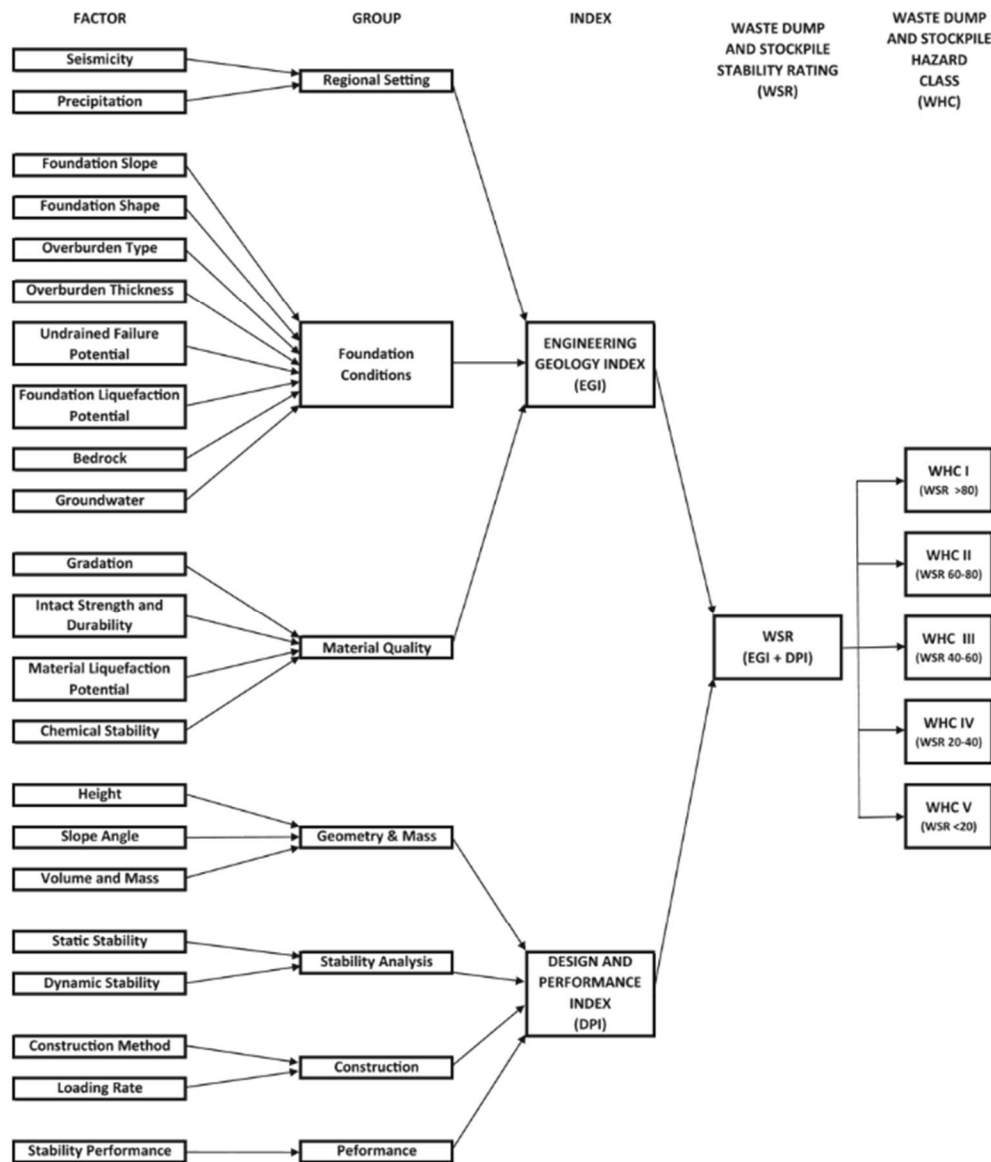 FACTOR
GROUP
INDEX
WASTE DUMP
AND STOCKPILE
STABILITY RATING
(WSR)
WASTE DUMP
AND STOCKPILE
HAZARD
CLASS
(WHC)
Seismicity
Precipitation
Regional Setting
Foundation Slope
Foundation Shape
Overburden Type
Overburden Thickness
Undrained Failure
Potential
Foundation Liquefaction
Potential
Bedrock
Groundwater
Foundation
Conditions
ENGINEERING
GEOLOGY INDEX
(EGI)
Gradation
Intact Strength and
Durability
Material Liquefaction
Potential
Chemical Stability
Material Quality
Height
Slope Angle
Volume and Mass
Geometry & Mass
Static Stability
Dynamic Stability
Stability Analysis
DESIGN AND
PERFORMANCE
INDEX
(DPI)
Construction Method
Loading Rate
Construction
Stability Performance
Peformance
WSR
(EGI + DPI)
WHC I
(WSR >80)
WHC II
(WSR 60-80)
WHC III
(WSR 40-60)
WHC IV
(WSR 20-40)
WHC V
(WSR <20)